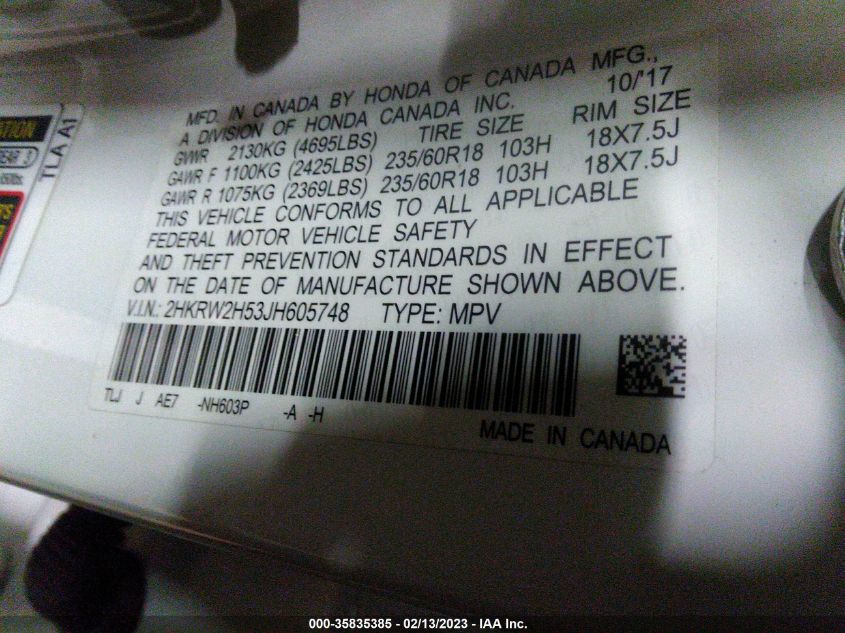 MFD. IN CANADA BY HONDA OF CANADA MFG.,
A DIVISION OF HONDA CANADA INC. 10/'17
GVWR 2130KG (4695LBS) TIRE SIZE RIM SIZE
GAWR F 1100KG (2425LBS) 235/60R18 103H 18X7.5J
GAWR R 1075KG (2369LBS) 235/60R18 103H 18X7.5J
THIS VEHICLE CONFORMS TO ALL APPLICABLE
FEDERAL MOTOR VEHICLE SAFETY
AND THEFT PREVENTION STANDARDS IN EFFECT
ON THE DATE OF MANUFACTURE SHOWN ABOVE.
V.I.N.: 2HKRW2H53JH605748 TYPE: MPV
TLJ J AE7 -NH603P -A -H
MADE IN CANADA
TLA A1
REAR 3
000-35835385 - 02/13/2023 - IAA Inc.